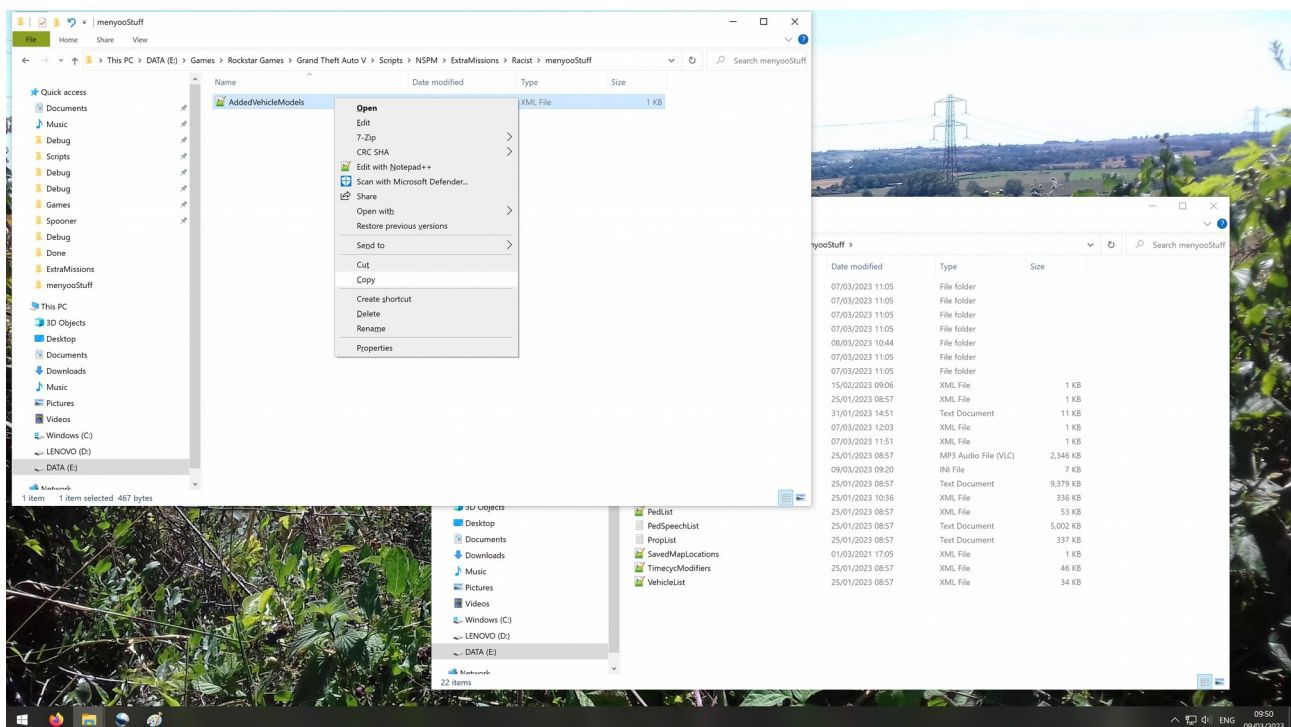 menyooStuff
File Home Share View
This PC > DATA (E:) > Games > Rockstar Games > Grand Theft Auto V > Scripts > NSPM > ExtraMissions > Racist > menyooStuff
Search menyooStuff
Name Date modified Type Size
AddedVehicleModels XML File 1 KB
Quick access
Documents
Music
Debug
Scripts
Debug
Debug
Games
Spooner
Debug
Done
ExtraMissions
menyooStuff
This PC
3D Objects
Desktop
Documents
Downloads
Music
Pictures
Videos
Windows (C:)
LENOVO (D:)
DATA (E:)
Network
1 item 1 item selected 467 bytes
Open
Edit
7-Zip
CRC SHA
Edit with Notepad++
Scan with Microsoft Defender...
Share
Open with
Restore previous versions
Send to
Cut
Copy
Create shortcut
Delete
Rename
Properties
nyooStuff >
Search menyooStuff
Date modified Type Size
07/03/2023 11:05 File folder
07/03/2023 11:05 File folder
07/03/2023 11:05 File folder
07/03/2023 11:05 File folder
08/03/2023 10:44 File folder
07/03/2023 11:05 File folder
07/03/2023 11:05 File folder
15/02/2023 09:06 XML File 1 KB
25/01/2023 08:57 XML File 1 KB
31/01/2023 14:51 Text Document 11 KB
07/03/2023 12:03 XML File 1 KB
07/03/2023 11:51 XML File 1 KB
25/01/2023 08:57 MP3 Audio File (VLC) 2,346 KB
09/03/2023 09:20 INI File 7 KB
25/01/2023 08:57 Text Document 9,379 KB
25/01/2023 10:36 XML File 336 KB
PedList 25/01/2023 08:57 XML File 53 KB
PedSpeechList 25/01/2023 08:57 Text Document 5,002 KB
PropList 25/01/2023 08:57 Text Document 337 KB
SavedMapLocations 01/03/2021 17:05 XML File 1 KB
TimecycModifiers 25/01/2023 08:57 XML File 46 KB
VehicleList 25/01/2023 08:57 XML File 34 KB
3D Objects
Desktop
Documents
Downloads
Music
Pictures
Videos
Windows (C:)
LENOVO (D:)
DATA (E:)
Network
22 items
ENG
09:50
09/03/2023